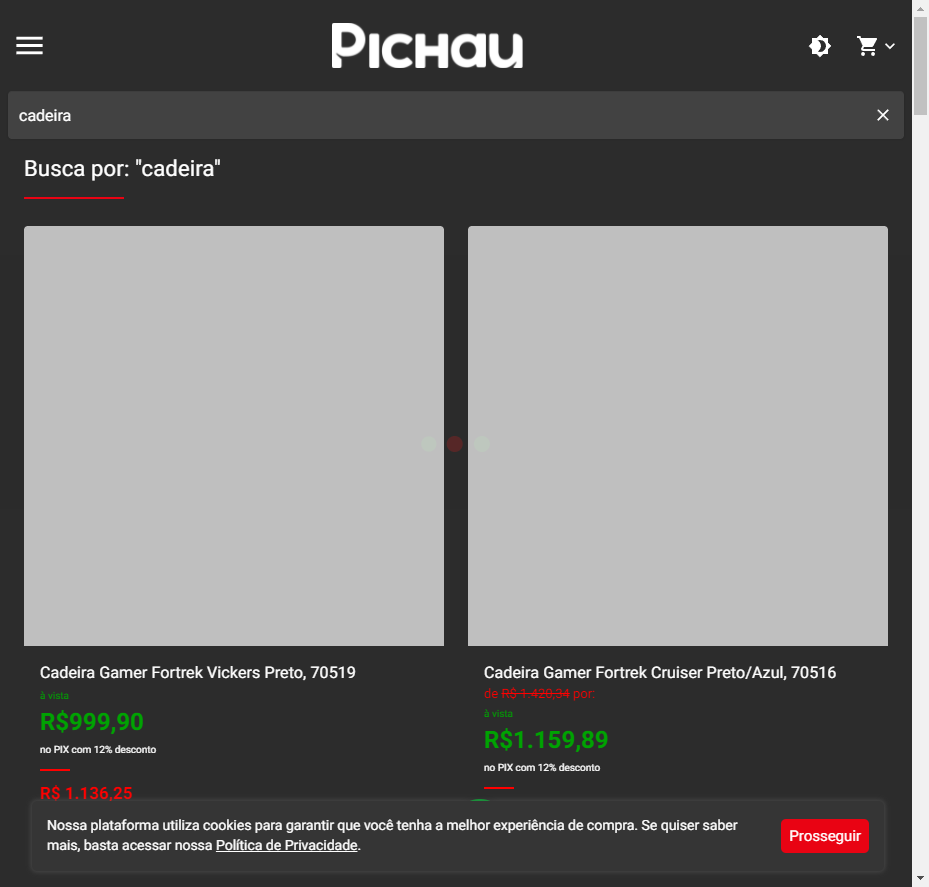 PICHAU
cadeira
Busca por: "cadeira"
Cadeira Gamer Fortrek Vickers Preto, 70519
à vista
R$999,90
no PIX com 12% desconto
R$ 1.136,25
Cadeira Gamer Fortrek Cruiser Preto/Azul, 70516
de R$ 1.420,34 por:
à vista
R$1.159,89
no PIX com 12% desconto
Nossa plataforma utiliza cookies para garantir que você tenha a melhor experiência de compra. Se quiser saber
mais, basta acessar nossa Política de Privacidade.
Prosseguir